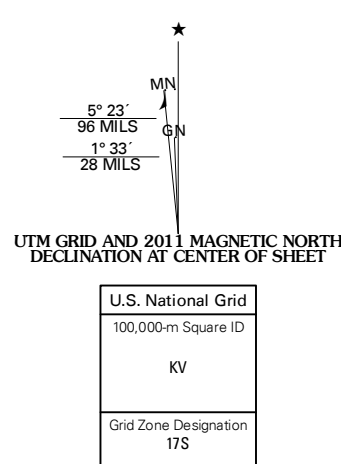 MN
5° 23´
96 MILS
GN
1° 33´
28 MILS
UTM GRID AND 2011 MAGNETIC NORTH
DECLINATION AT CENTER OF SHEET
U.S. National Grid
100,000-m Square ID
KV
Grid Zone Designation
17S